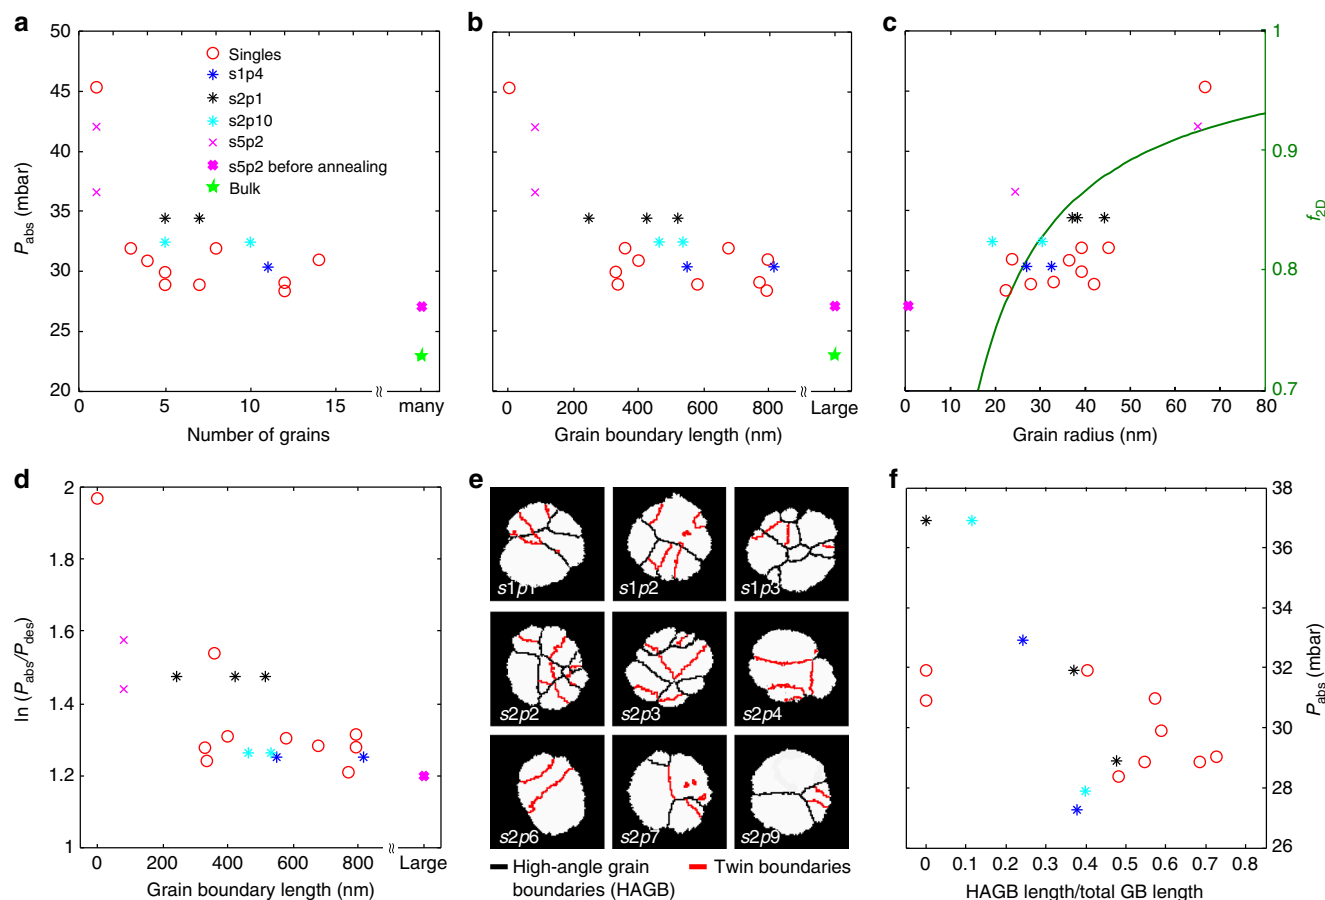 a
50
45
40
35
30
25
20
P_abs (mbar)
0
5
10
15
many
Number of grains
Singles
s1p4
s2p1
s2p10
s5p2
s5p2 before annealing
Bulk
b
0
200
400
600
800
Large
Grain boundary length (nm)
c
0
10
20
30
40
50
60
70
80
Grain radius (nm)
1
0.9
0.8
0.7
f_2D
d
2
1.8
1.6
1.4
1.2
1
ln (P_abs/P_des)
0
200
400
600
800
Large
Grain boundary length (nm)
e
s1p1
s1p2
s1p3
s2p2
s2p3
s2p4
s2p6
s2p7
s2p9
High-angle grain
boundaries (HAGB)
Twin boundaries
f
38
36
34
32
30
28
26
P_abs (mbar)
0
0.1
0.2
0.3
0.4
0.5
0.6
0.7
0.8
HAGB length/total GB length